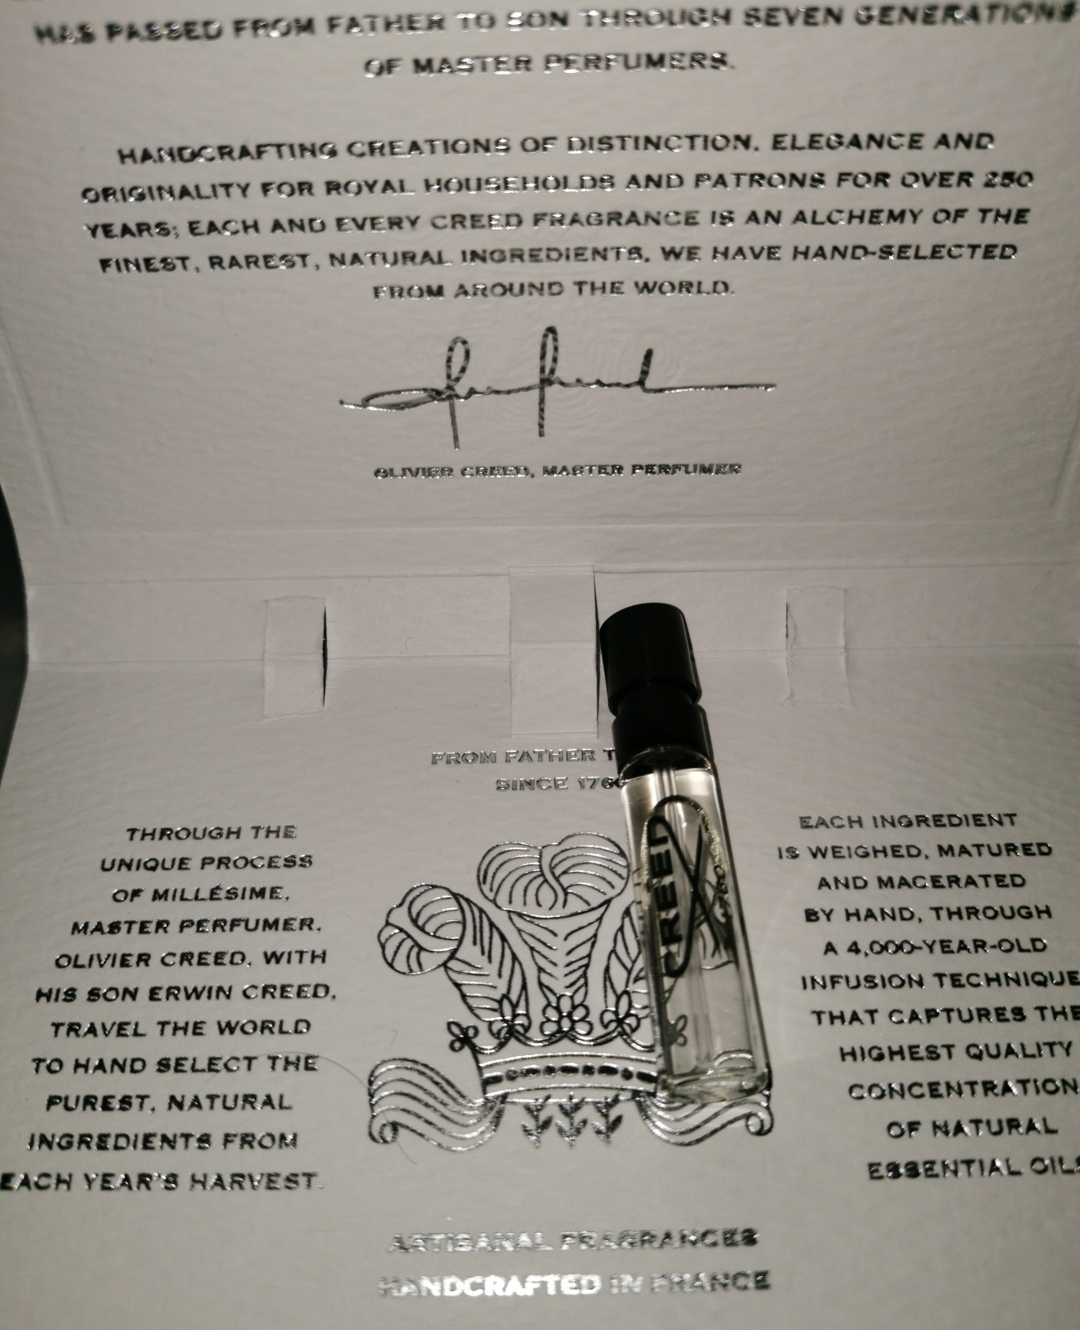 HAS PASSED FROM FATHER TO SON THROUGH SEVEN GENERATIONS
OF MASTER PERFUMERS.
HANDCRAFTING CREATIONS OF DISTINCTION, ELEGANCE AND
ORIGINALITY FOR ROYAL HOUSEHOLDS AND PATRONS FOR OVER 250
YEARS; EACH AND EVERY CREED FRAGRANCE IS AN ALCHEMY OF THE
FINEST, RAREST, NATURAL INGREDIENTS, WE HAVE HAND-SELECTED
FROM AROUND THE WORLD.
OLIVIER CREED, MASTER PERFUMER
FROM FATHER T
SINCE 1760
THROUGH THE
UNIQUE PROCESS
OF MILLÉSIME,
MASTER PERFUMER,
OLIVIER CREED, WITH
HIS SON ERWIN CREED,
TRAVEL THE WORLD
TO HAND SELECT THE
PUREST, NATURAL
INGREDIENTS FROM
EACH YEAR'S HARVEST.
CREED
EACH INGREDIENT
IS WEIGHED, MATURED
AND MACERATED
BY HAND, THROUGH
A 4,000-YEAR-OLD
INFUSION TECHNIQUE
THAT CAPTURES THE
HIGHEST QUALITY
CONCENTRATION
OF NATURAL
ESSENTIAL OILS
ARTISANAL FRAGRANCES
HANDCRAFTED IN FRANCE